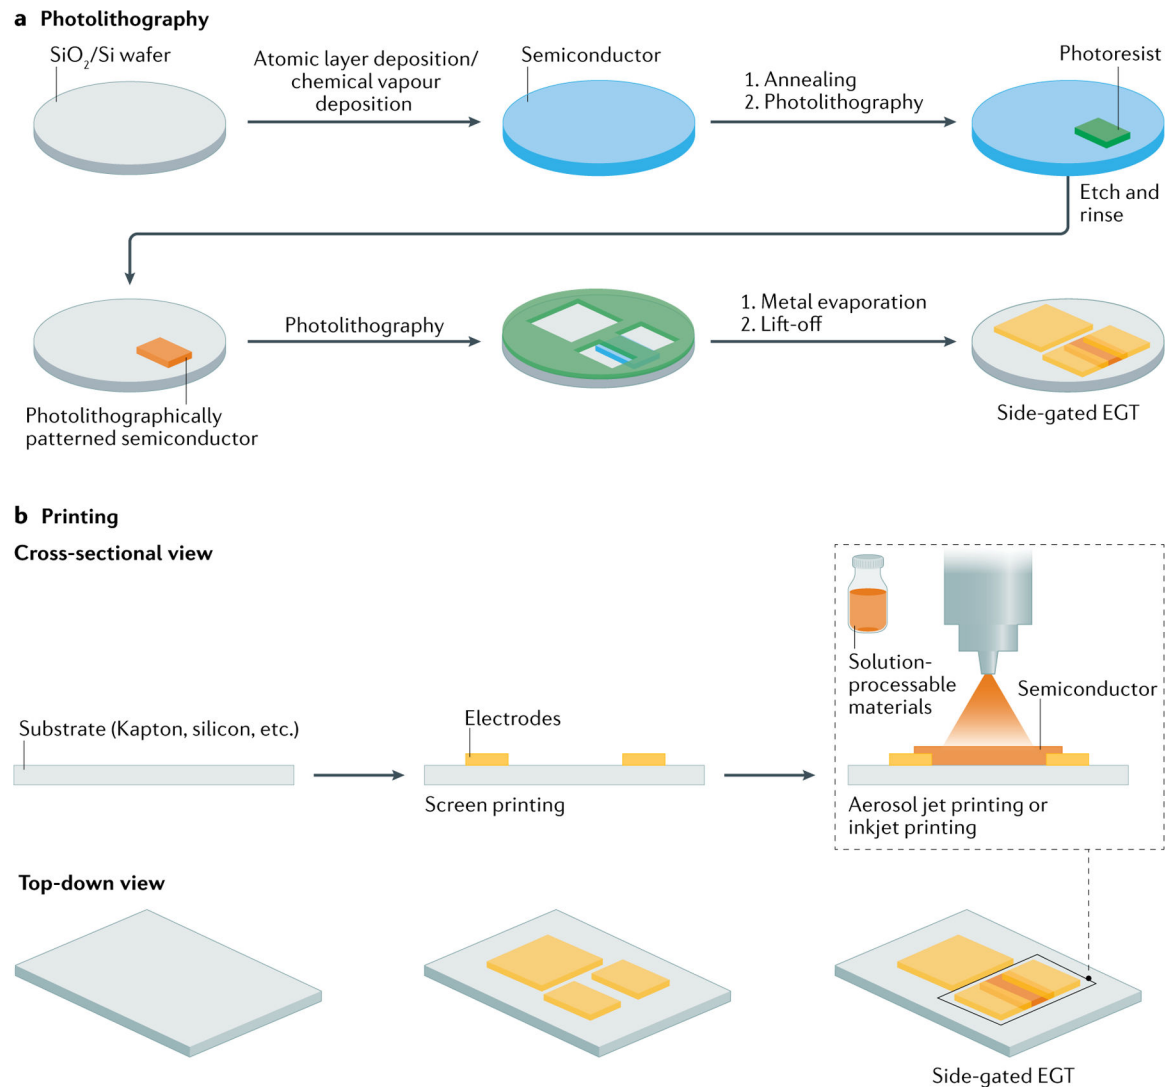 a Photolithography
SiO₂/Si wafer
Atomic layer deposition/
chemical vapour
deposition
Semiconductor
1. Annealing
2. Photolithography
Photoresist
Etch and
rinse
Photolithographically
patterned semiconductor
Photolithography
1. Metal evaporation
2. Lift-off
Side-gated EGT
b Printing
Cross-sectional view
Substrate (Kapton, silicon, etc.)
Electrodes
Screen printing
Solution-
processable
materials
Semiconductor
Aerosol jet printing or
inkjet printing
Top-down view
Side-gated EGT